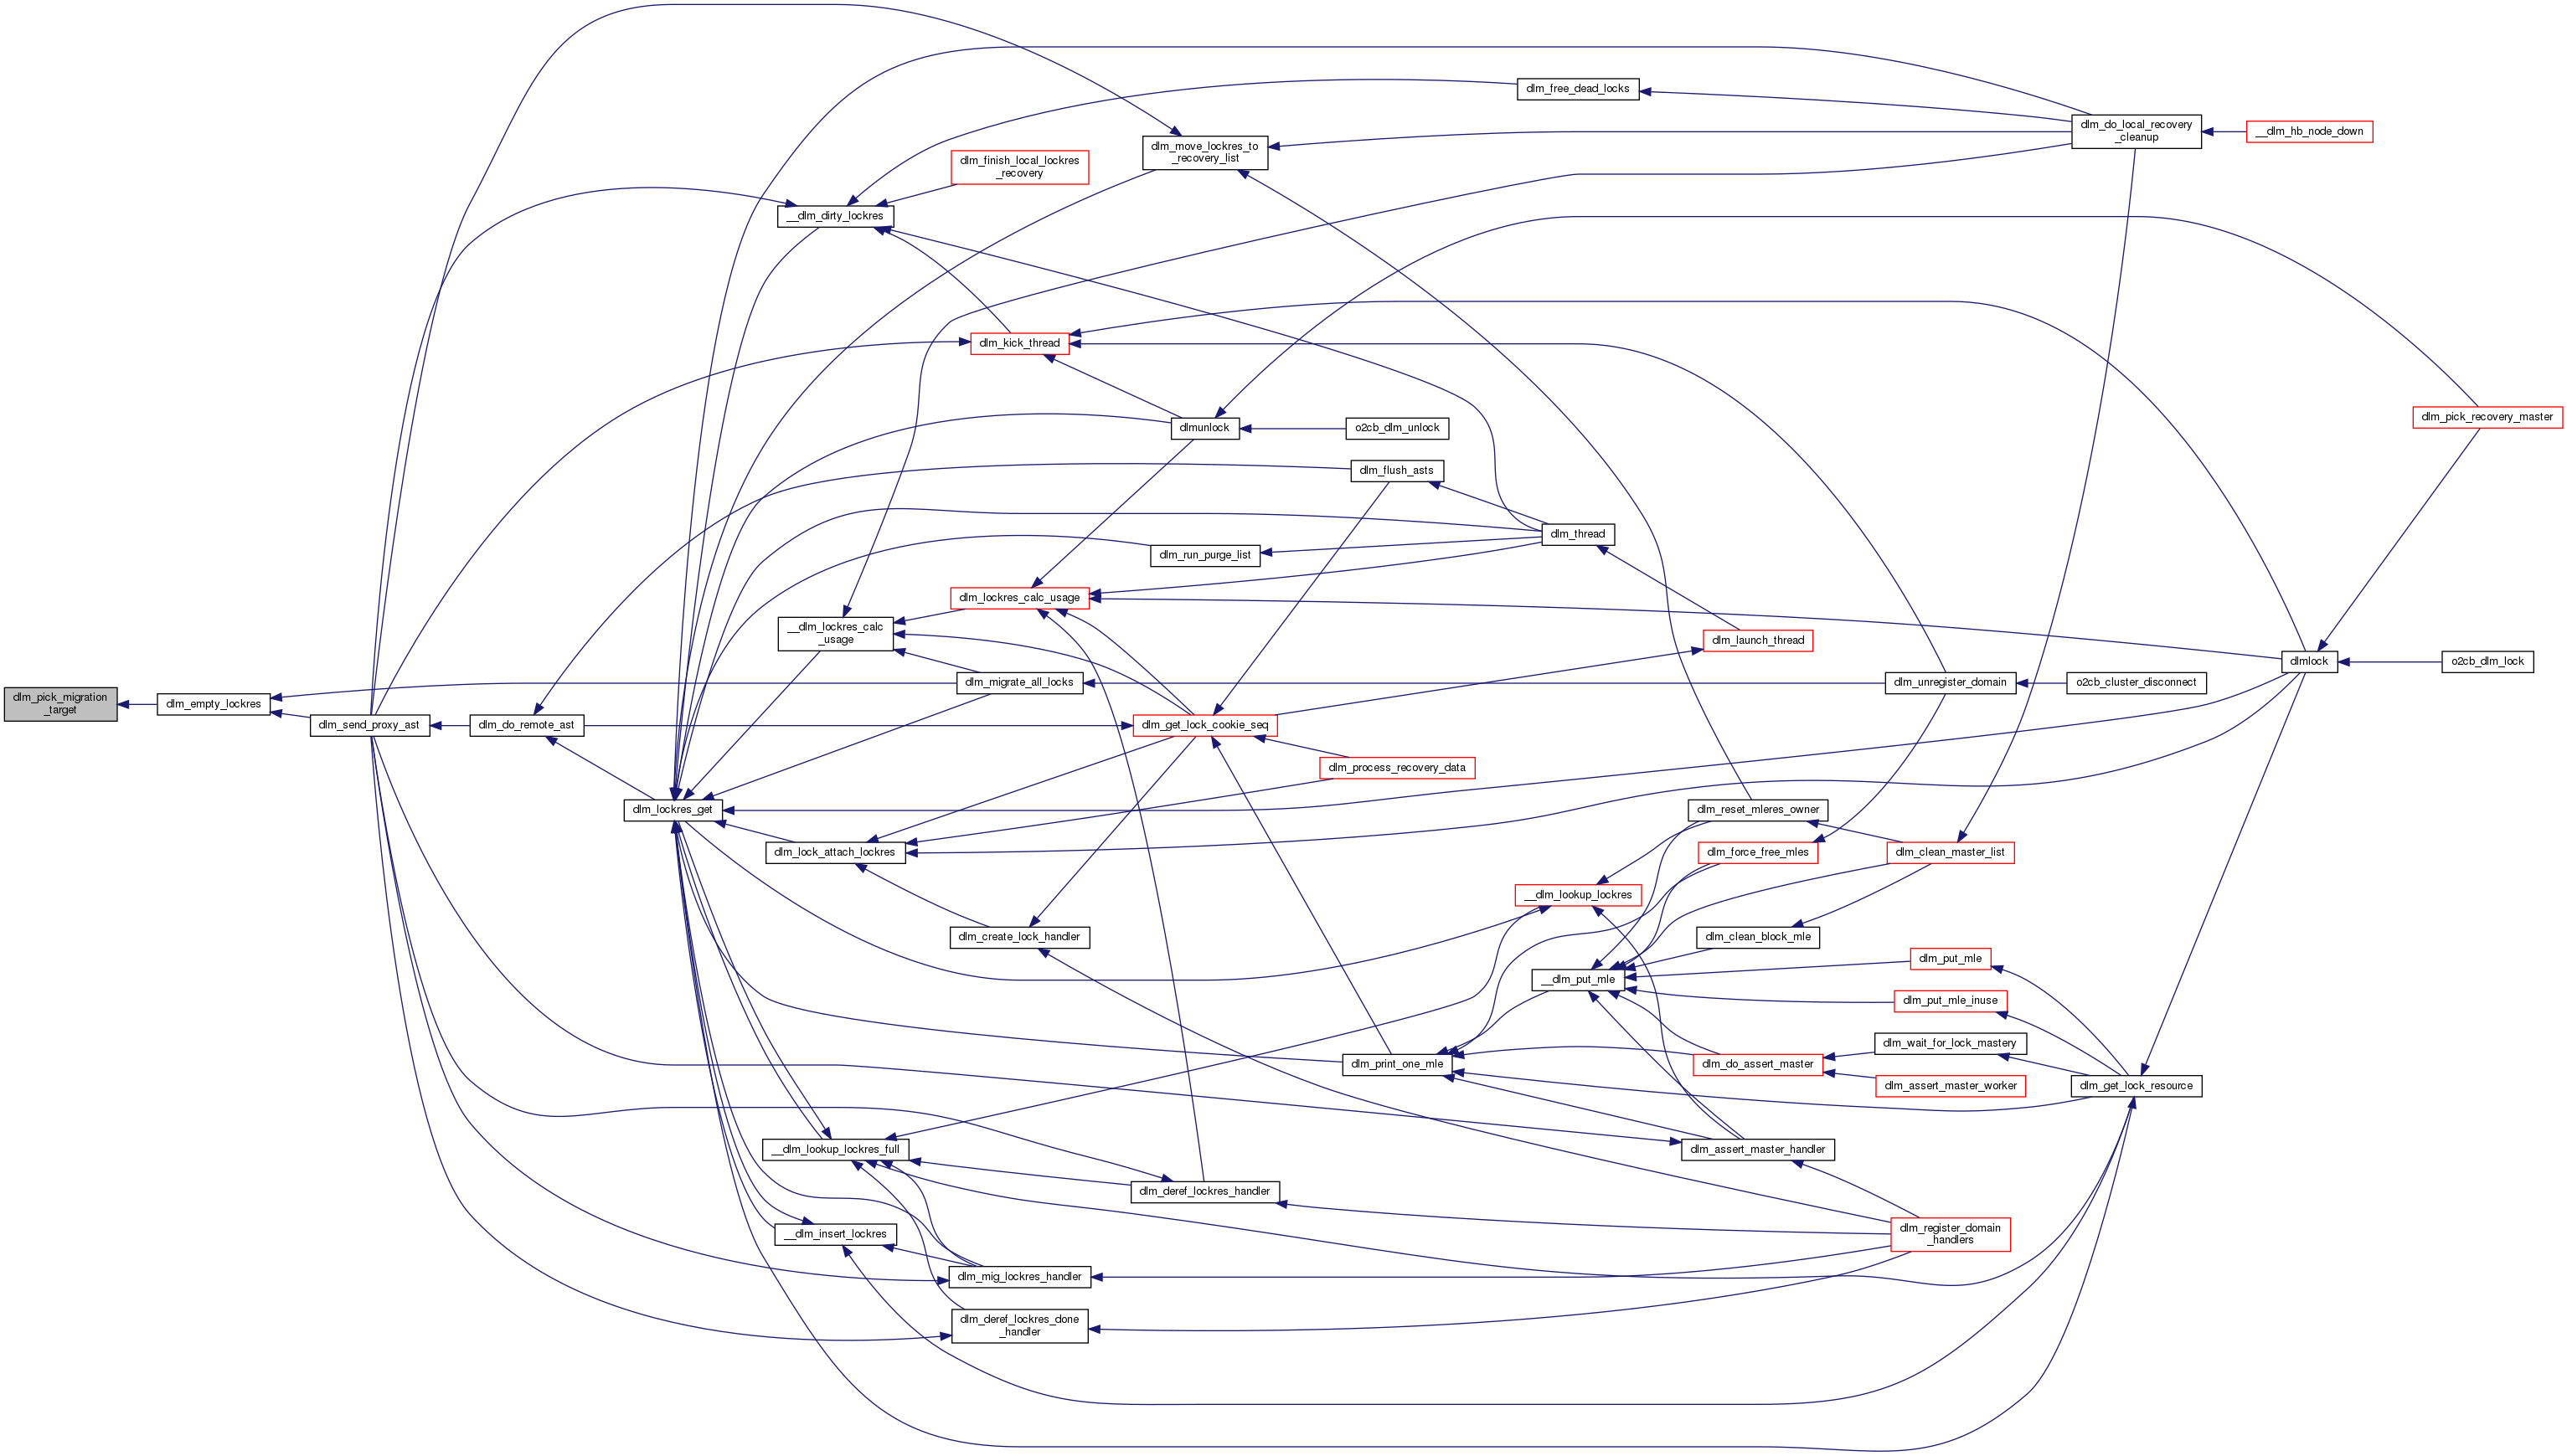 dlm_free_dead_locks
dlm_do_local_recovery
_cleanup
__dlm_hb_node_down
dlm_move_lockres_to
_recovery_list
dlm_finish_local_lockres
_recovery
__dlm_dirty_lockres
dlm_kick_thread
dlm_pick_recovery_master
dlmunlock
o2cb_dlm_unlock
dlm_flush_asts
dlm_thread
dlm_run_purge_list
dlm_lockres_calc_usage
__dlm_lockres_calc
_usage
dlm_launch_thread
dlmlock
o2cb_dlm_lock
dlm_migrate_all_locks
dlm_unregister_domain
o2cb_cluster_disconnect
dlm_pick_migration
_target
dlm_empty_lockres
dlm_send_proxy_ast
dlm_do_remote_ast
dlm_get_lock_cookie_seq
dlm_process_recovery_data
dlm_lockres_get
dlm_reset_mleres_owner
dlm_lock_attach_lockres
dlm_force_free_mles
dlm_clean_master_list
__dlm_lookup_lockres
dlm_create_lock_handler
dlm_clean_block_mle
dlm_put_mle
__dlm_put_mle
dlm_put_mle_inuse
dlm_wait_for_lock_mastery
dlm_print_one_mle
dlm_do_assert_master
dlm_assert_master_worker
dlm_get_lock_resource
__dlm_lookup_lockres_full
dlm_assert_master_handler
dlm_deref_lockres_handler
__dlm_insert_lockres
dlm_register_domain
_handlers
dlm_mig_lockres_handler
dlm_deref_lockres_done
_handler